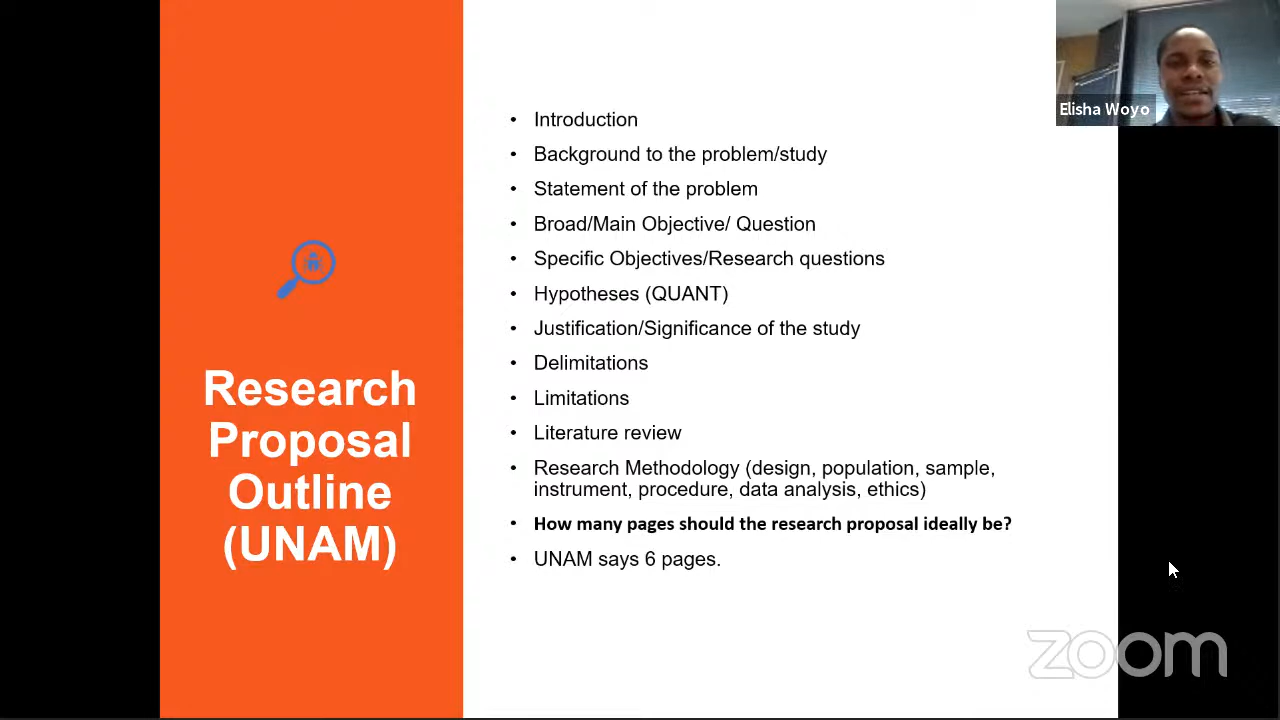 Elisha Woyo
Research
Proposal
Outline
(UNAM)
• Introduction
• Background to the problem/study
• Statement of the problem
• Broad/Main Objective/ Question
• Specific Objectives/Research questions
• Hypotheses (QUANT)
• Justification/Significance of the study
• Delimitations
• Limitations
• Literature review
• Research Methodology (design, population, sample,
instrument, procedure, data analysis, ethics)
• How many pages should the research proposal ideally be?
• UNAM says 6 pages.
zoom